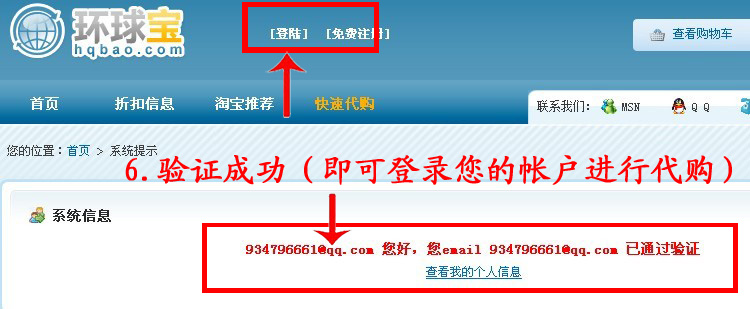 环球宝
hqbao.com
[登陆] [免费注册]
查看购物车
首页 折扣信息 淘宝推荐 快速代购
联系我们: MSN QQ
您的位置:首页 > 系统提示
6.验证成功(即可登录您的帐户进行代购)
系统信息
934796661@qq.com 您好, 您email 934796661@qq.com 已通过验证
查看我的个人信息